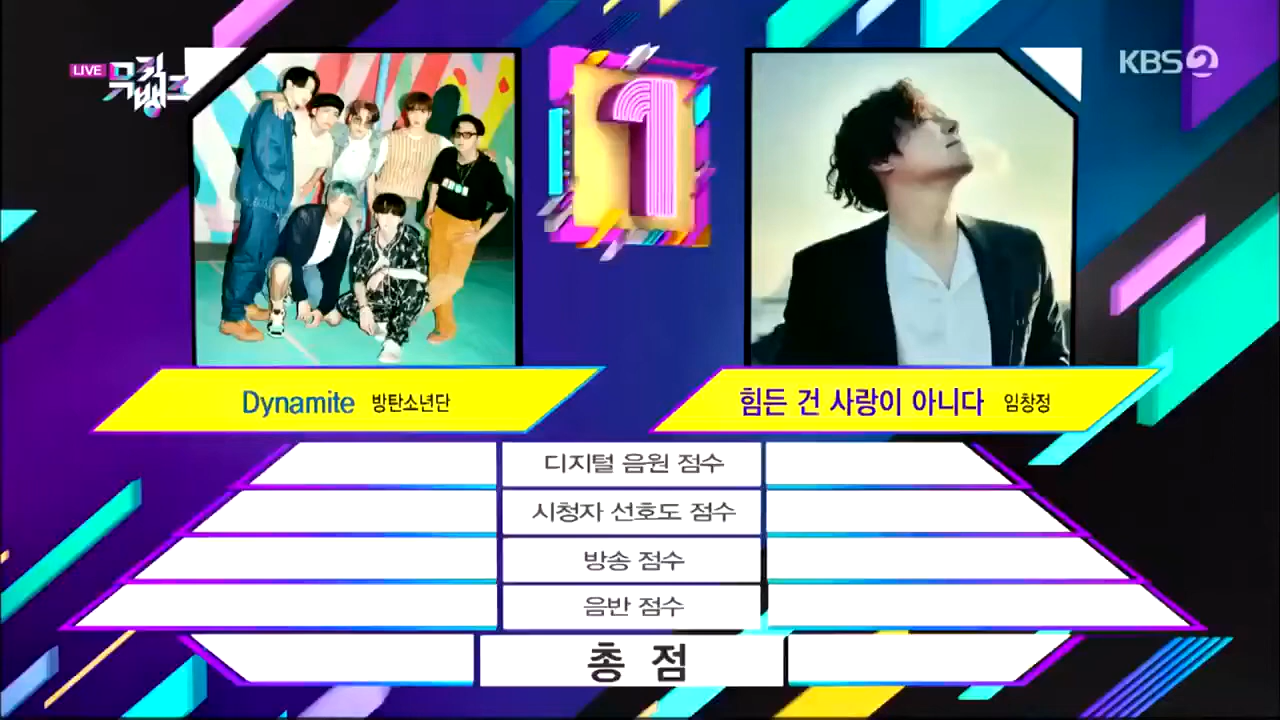 LIVE 뮤직뱅크
KBS2
1
Dynamite 방탄소년단
힘든 건 사랑이 아니다 임창정
디지털 음원 점수
시청자 선호도 점수
방송 점수
음반 점수
총 점